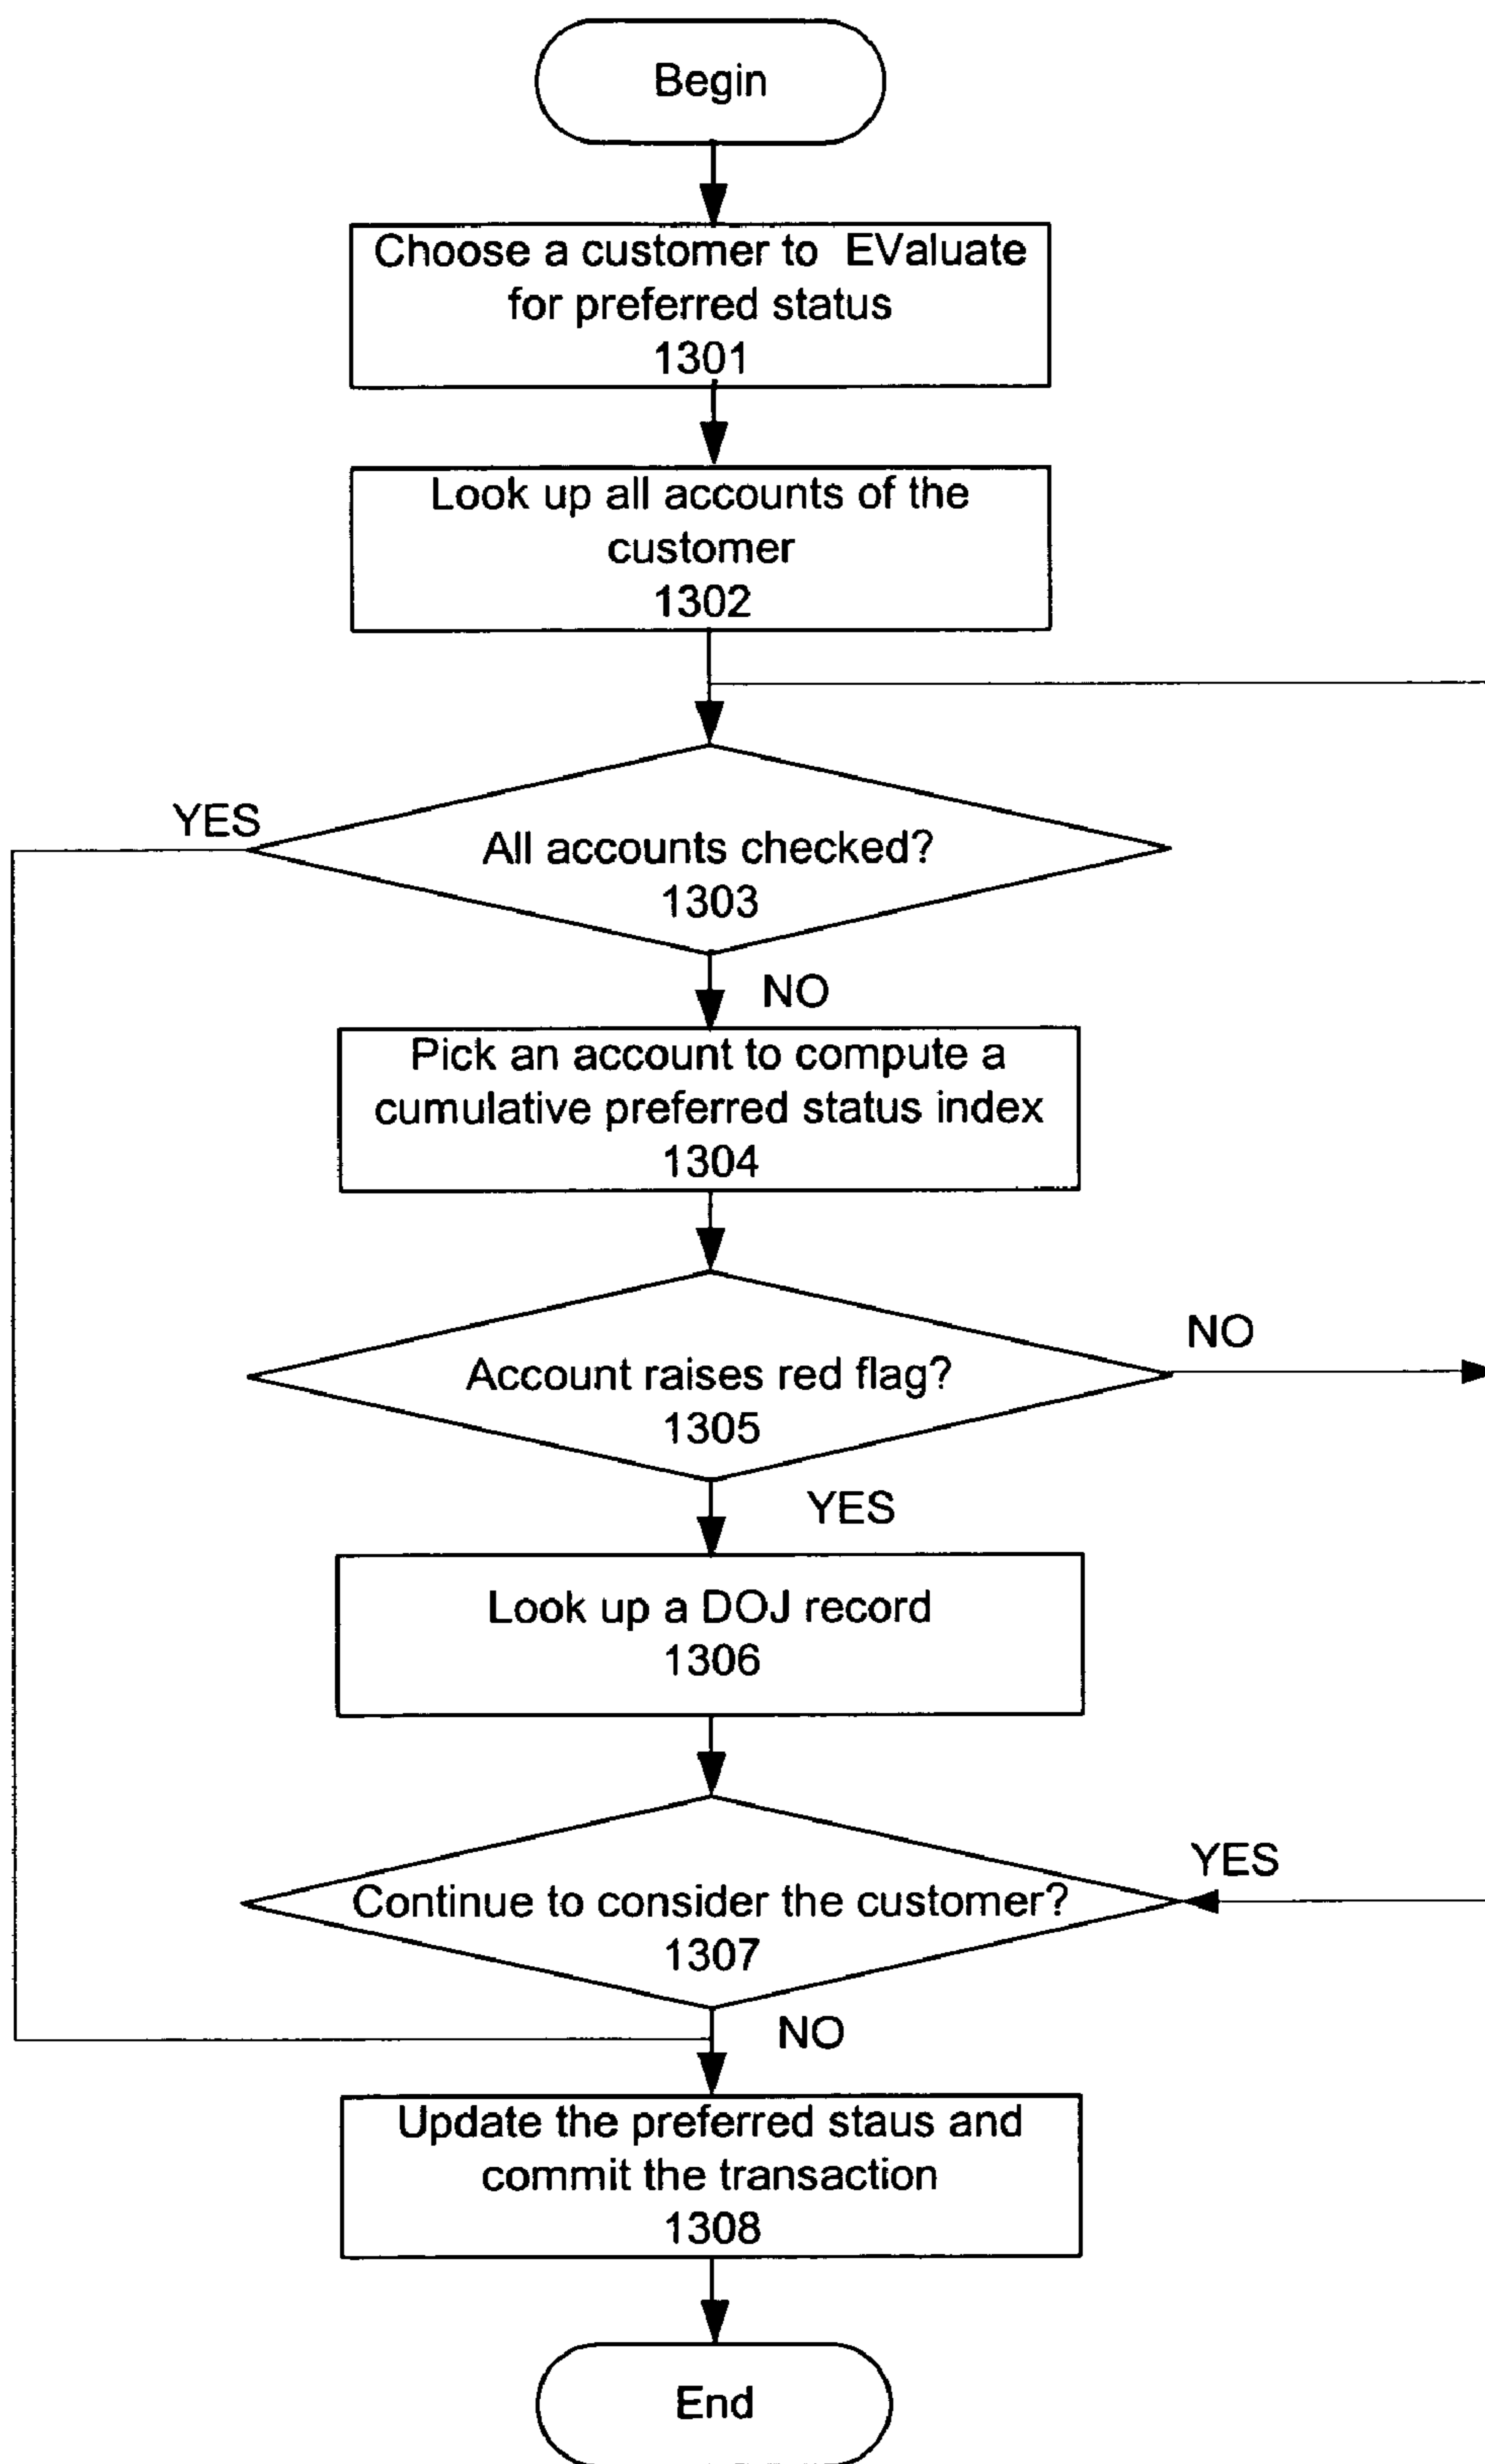 Begin
Choose a customer to EValuate
for preferred status
1301
Look up all accounts of the
customer
1302
YES
All accounts checked?
1303
NO
Pick an account to compute a
cumulative preferred status index
1304
NO
Account raises red flag?
1305
YES
Look up a DOJ record
1306
YES
Continue to consider the customer?
1307
NO
Update the preferred staus and
commit the transaction
1308
End